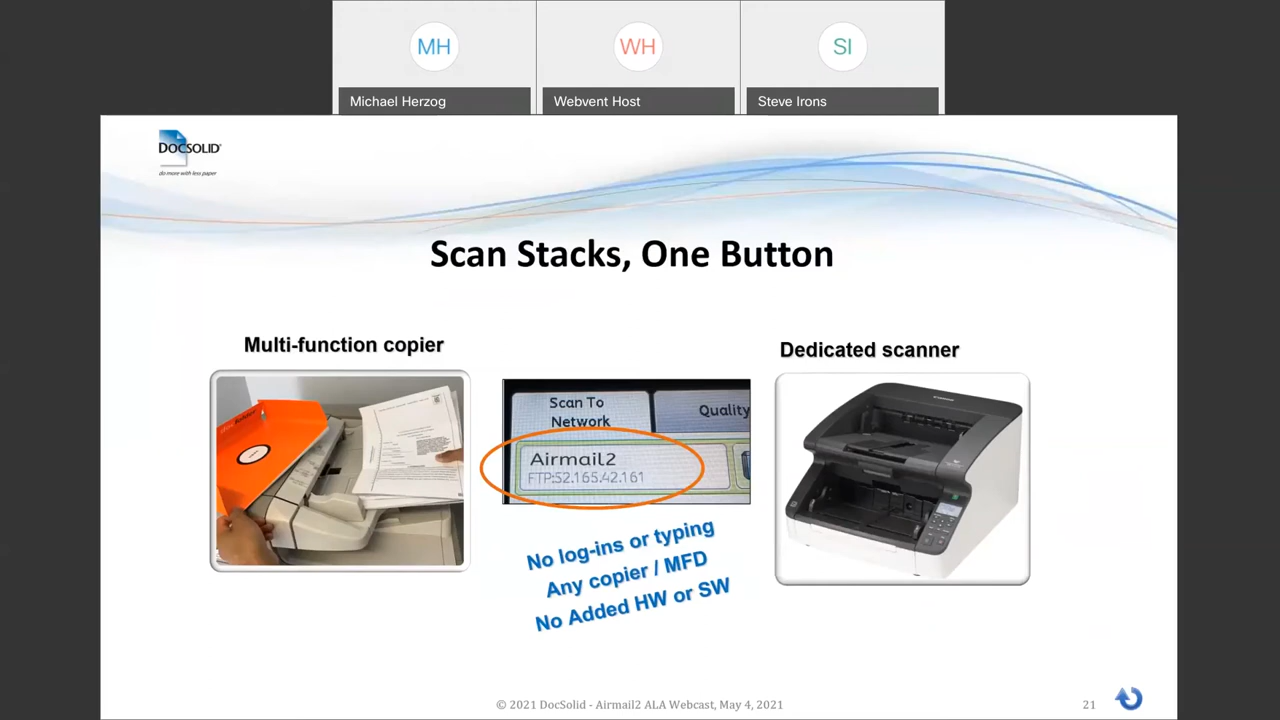 MH
WH
SI
Michael Herzog
Webvent Host
Steve Irons
DOCSOLID
do more with less paper
Scan Stacks, One Button
Multi-function copier
Dedicated scanner
Scan To
Network
Quality
Airmail2
FTP:52.165.42.161
No log-ins or typing
Any copier / MFD
No Added HW or SW
Canon
© 2021 DocSolid - Airmail2 ALA Webcast, May 4, 2021
21